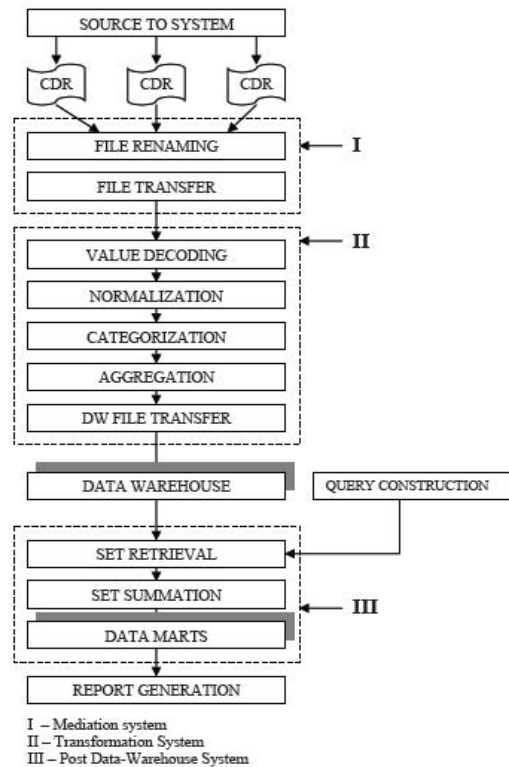 SOURCE TO SYSTEM
CDR CDR CDR
FILE RENAMING
I
FILE TRANSFER
II
VALUE DECODING
NORMALIZATION
CATEGORIZATION
AGGREGATION
DW FILE TRANSFER
DATA WAREHOUSE
QUERY CONSTRUCTION
SET RETRIEVAL
SET SUMMATION
III
DATA MARTS
REPORT GENERATION
I – Mediation system
II – Transformation System
III – Post Data-Warehouse System